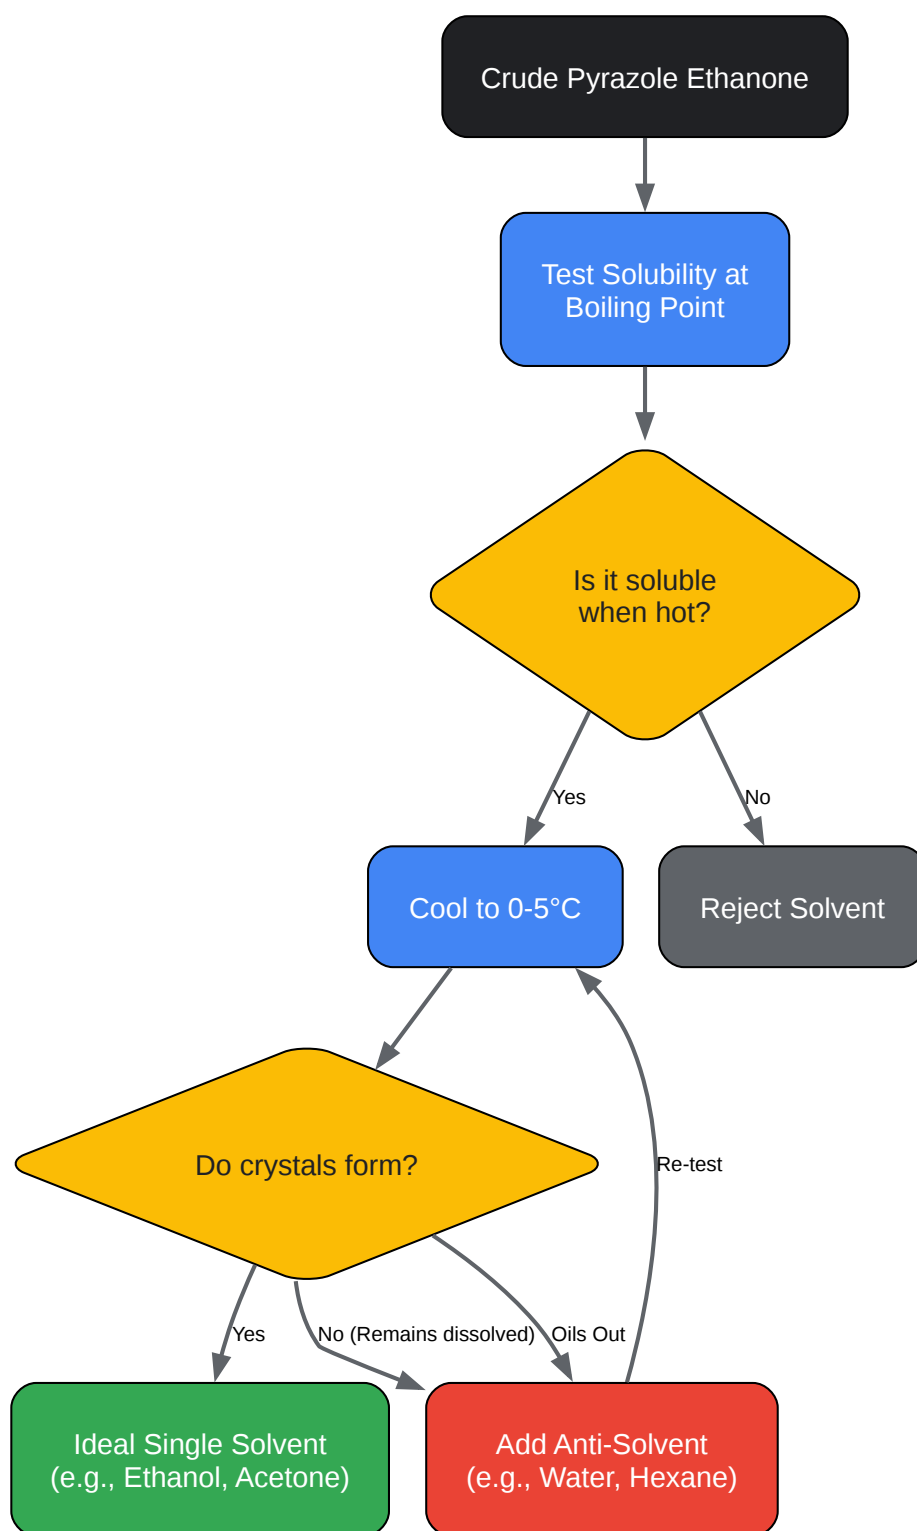 Crude Pyrazole Ethanone
Test Solubility at
Boiling Point
Is it soluble
when hot?
Yes
No
Cool to 0-5°C
Reject Solvent
Do crystals form?
Re-test
Yes
No (Remains dissolved)
Oils Out
Ideal Single Solvent
(e.g., Ethanol, Acetone)
Add Anti-Solvent
(e.g., Water, Hexane)